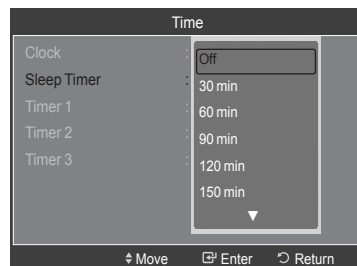 Time
Clock :
Sleep Timer :
Timer 1 :
Timer 2 :
Timer 3 :
Off
30 min
60 min
90 min
120 min
150 min
▼
Move Enter Return